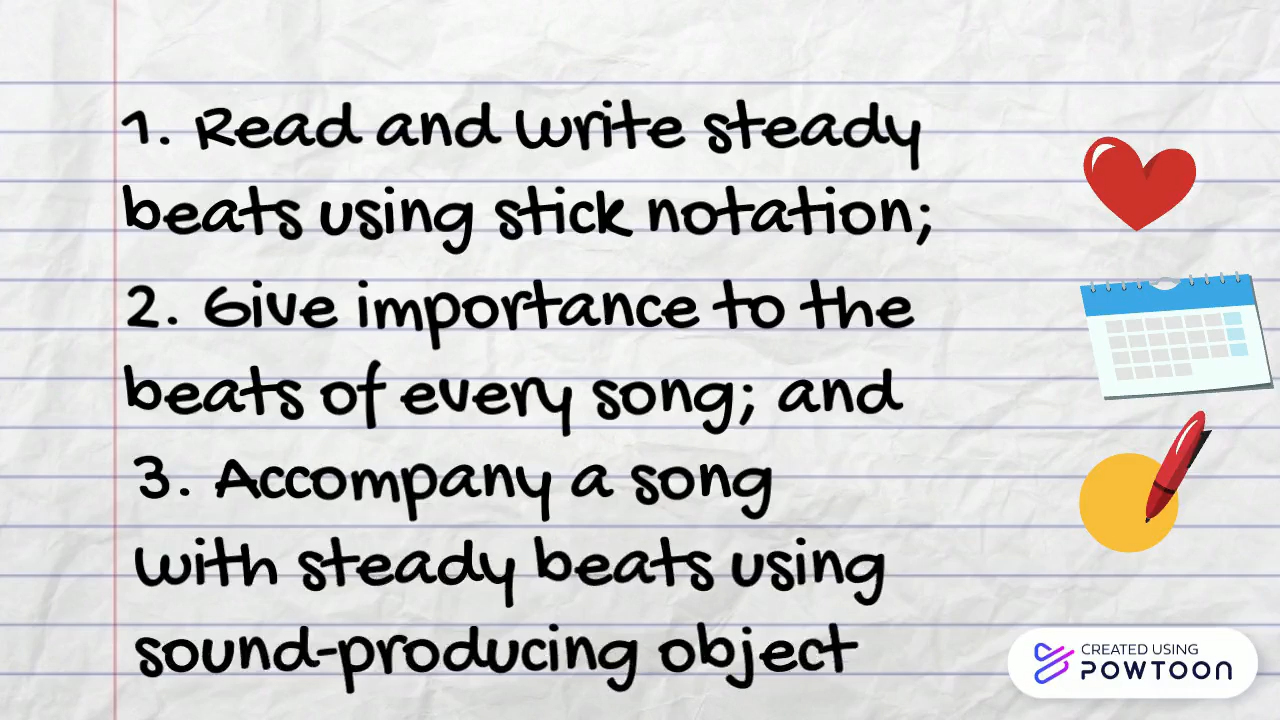 1. Read and write steady
beats using stick notation;
2. Give importance to the
beats of every song; and
3. Accompany a song
with steady beats using
sound-producing object
CREATED USING
POWTOON